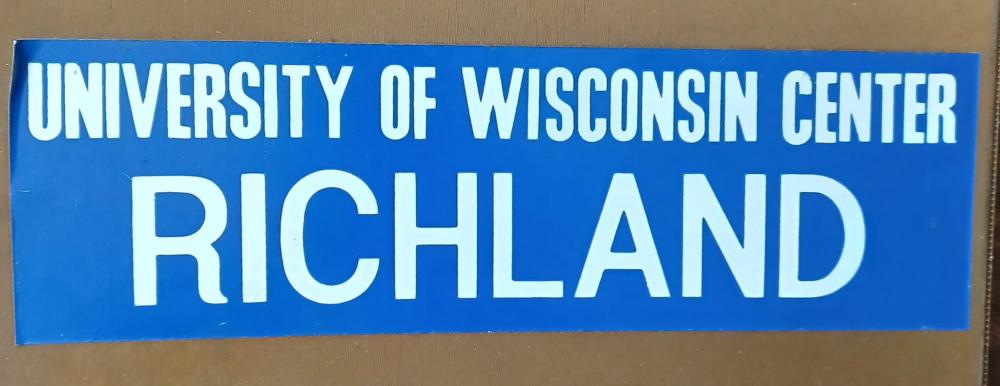 UNIVERSITY OF WISCONSIN CENTER
RICHLAND